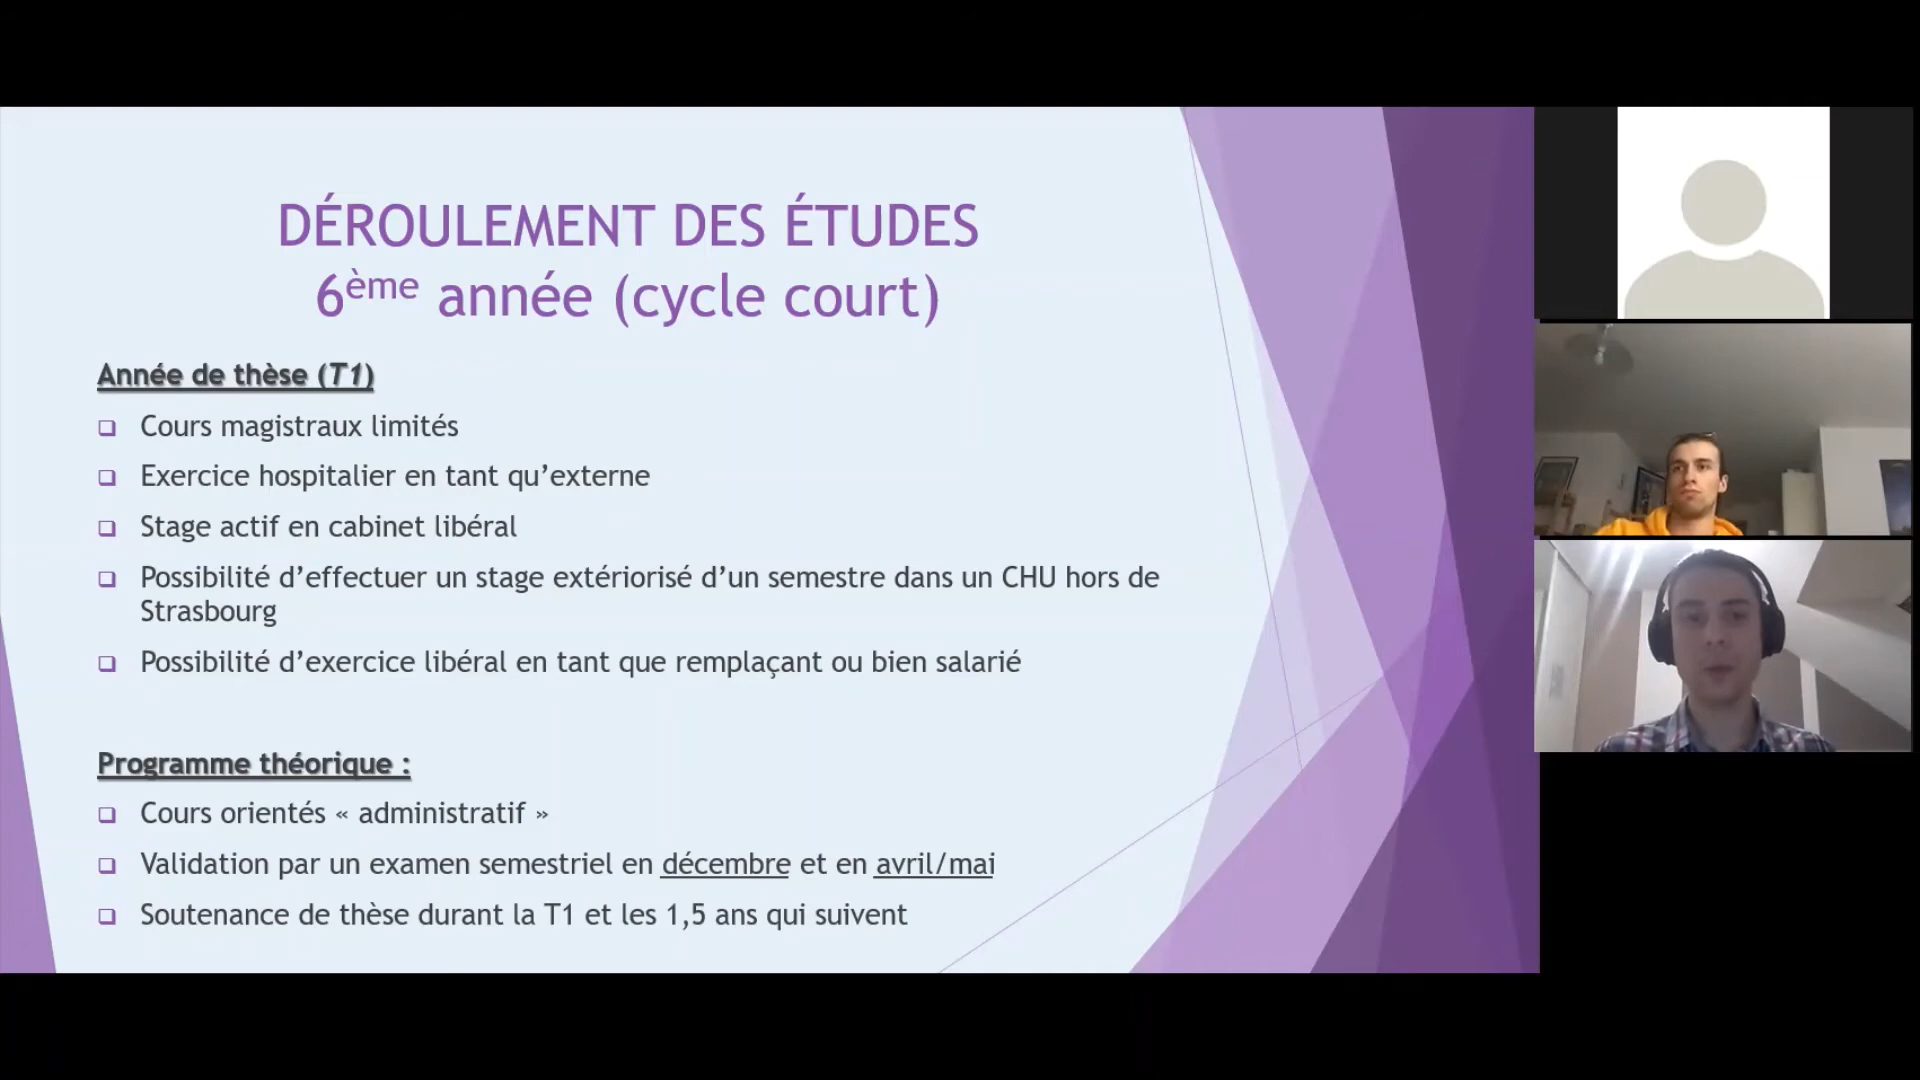 DÉROULEMENT DES ÉTUDES
6ème année (cycle court)
Année de thèse (T1)
Cours magistraux limités
Exercice hospitalier en tant qu’externe
Stage actif en cabinet libéral
Possibilité d’effectuer un stage extériorisé d’un semestre dans un CHU hors de
Strasbourg
Possibilité d’exercice libéral en tant que remplaçant ou bien salarié
Programme théorique :
Cours orientés « administratif »
Validation par un examen semestriel en décembre et en avril/mai
Soutenance de thèse durant la T1 et les 1,5 ans qui suivent